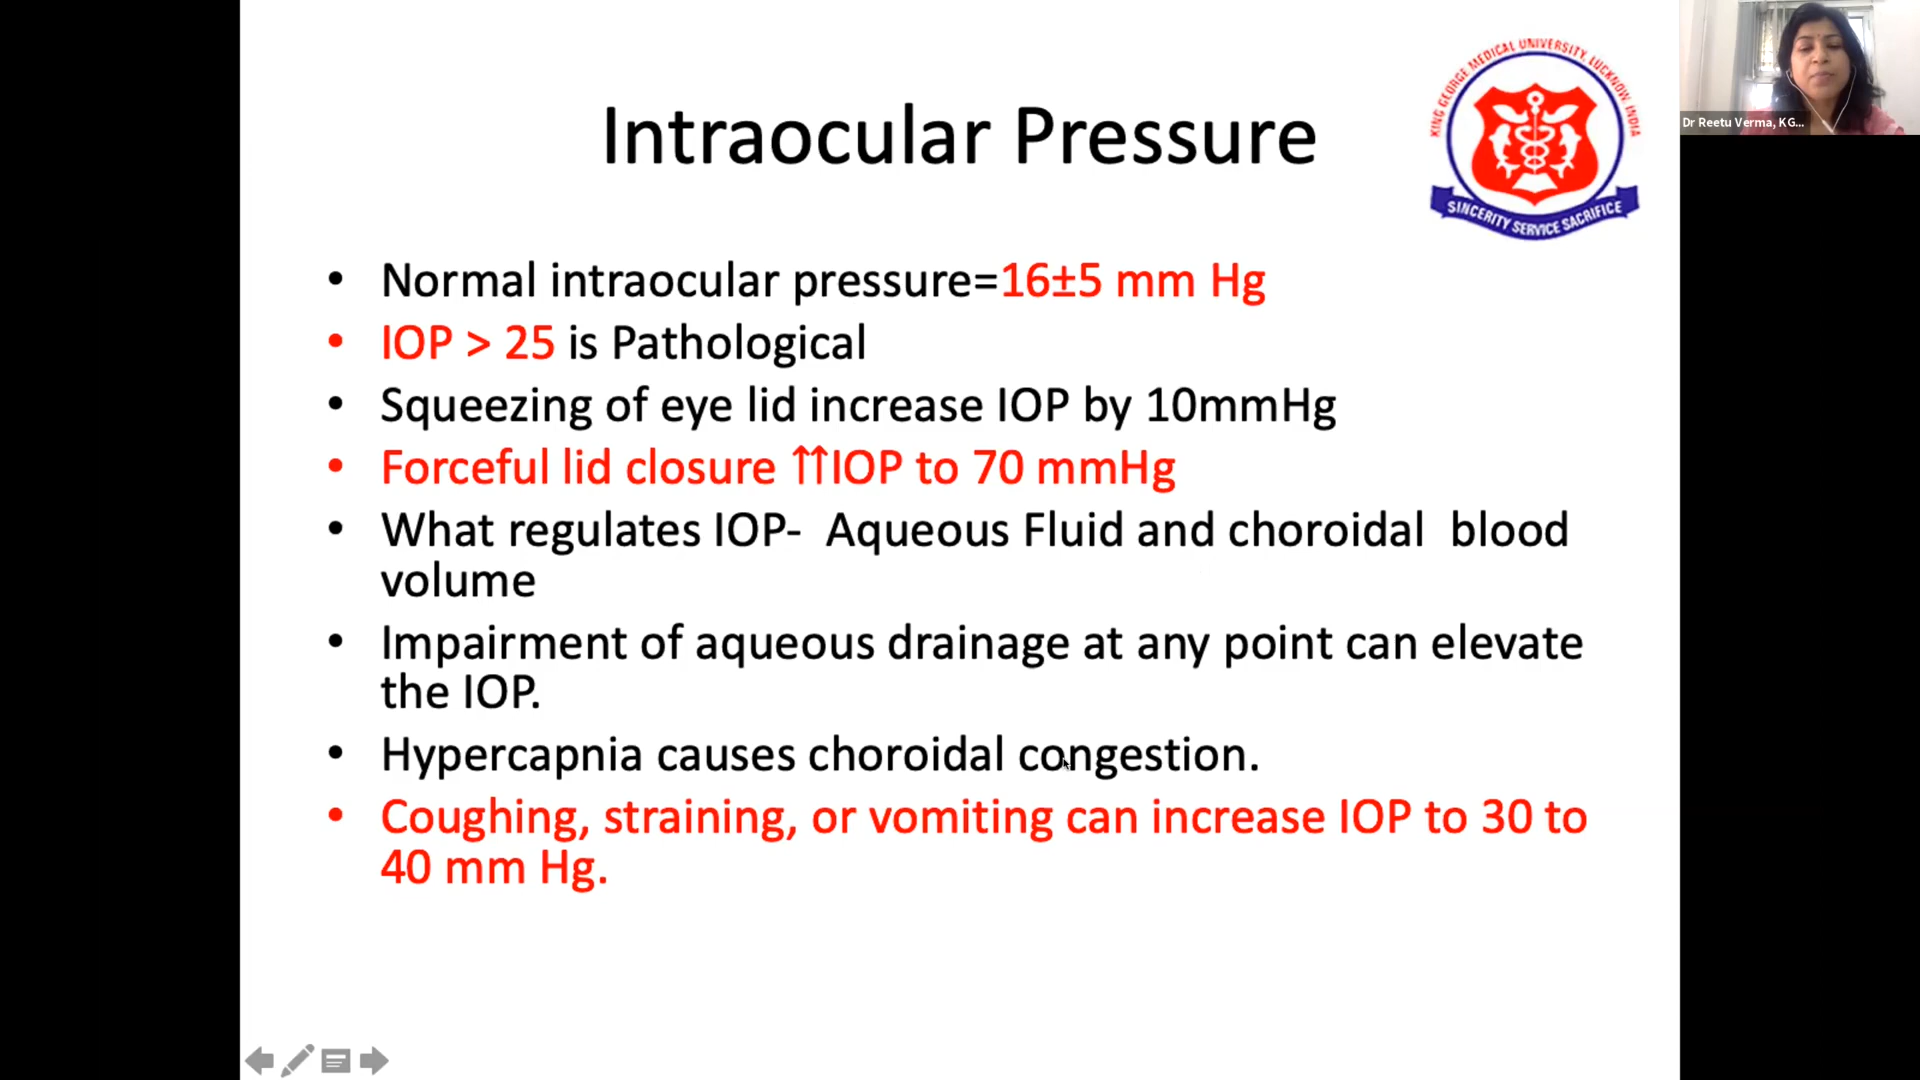 Intraocular Pressure
KING GEORGE MEDICAL UNIVERSITY, LUCKNOW, INDIA
SINCERITY SERVICE SACRIFICE
Dr Reetu Verma, KG...
• Normal intraocular pressure=16±5 mm Hg
• IOP > 25 is Pathological
• Squeezing of eye lid increase IOP by 10mmHg
• Forceful lid closure ⇈IOP to 70 mmHg
• What regulates IOP- Aqueous Fluid and choroidal blood
volume
• Impairment of aqueous drainage at any point can elevate
the IOP.
• Hypercapnia causes choroidal congestion.
• Coughing, straining, or vomiting can increase IOP to 30 to
40 mm Hg.